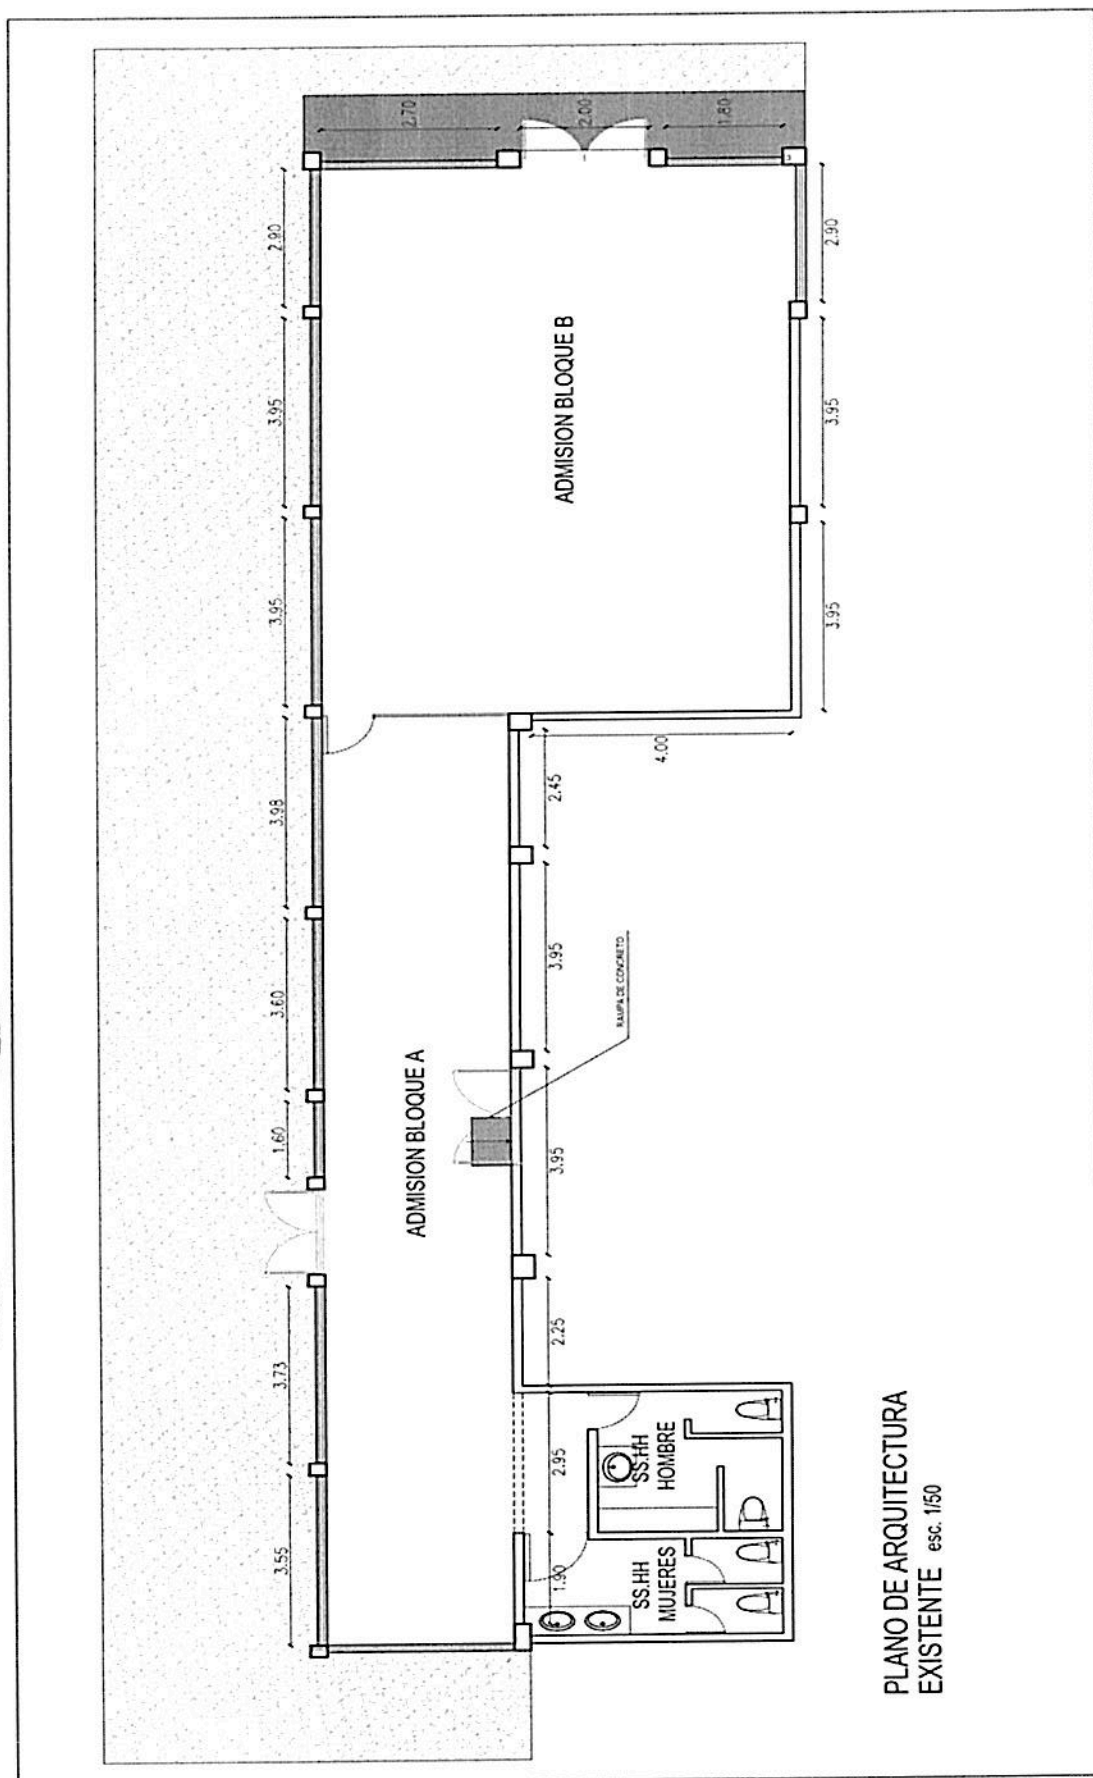 2.70
2.00
1.80
2.90
3.95
3.95
3.98
3.60
1.60
3.73
3.55
2.90
3.95
3.95
4.00
2.45
3.95
3.95
2.25
2.95
1.90
ADMISION BLOQUE B
ADMISION BLOQUE A
RAMPA DE CONCRETO
SS.HH
HOMBRE
SS.HH
MUJERES
PLANO DE ARQUITECTURA
EXISTENTE esc. 1/50